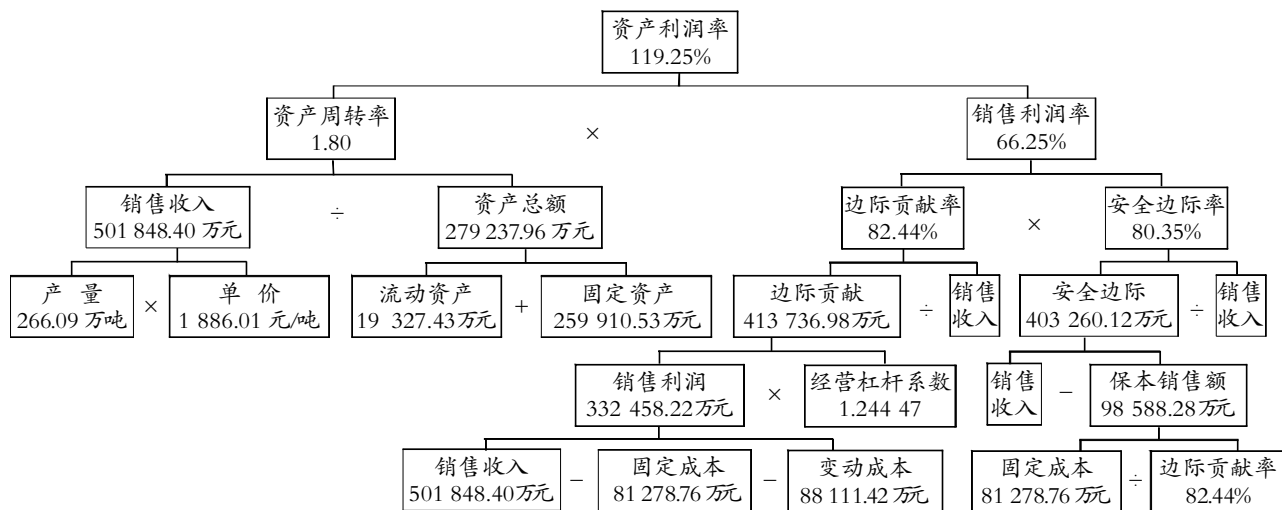 资产利润率
119.25%
资产周转率
1.80
×
销售利润率
66.25%
销售收入
501 848.40 万元
÷
资产总额
279 237.96 万元
边际贡献率
82.44%
×
安全边际率
80.35%
产 量
266.09 万吨
×
单 价
1 886.01 元/吨
流动资产
19 327.43万元
+
固定资产
259 910.53万元
边际贡献
413 736.98万元
÷
销售
收入
安全边际
403 260.12万元
÷
销售
收入
销售利润
332 458.22万元
×
经营杠杆系数
1.244 47
销售
收入
−
保本销售额
98 588.28万元
销售收入
501 848.40万元
−
固定成本
81 278.76万元
−
变动成本
88 111.42万元
固定成本
81 278.76万元
÷
边际贡献率
82.44%